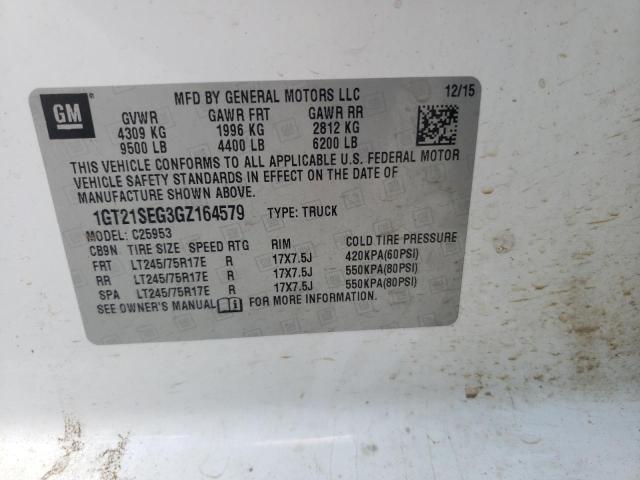 GM
MFD BY GENERAL MOTORS LLC 12/15
GVWR GAWR FRT GAWR RR
4309 KG 1996 KG 2812 KG
9500 LB 4400 LB 6200 LB
THIS VEHICLE CONFORMS TO ALL APPLICABLE U.S. FEDERAL MOTOR
VEHICLE SAFETY STANDARDS IN EFFECT ON THE DATE OF
MANUFACTURE SHOWN ABOVE.
1GT21SEG3GZ164579 TYPE: TRUCK
MODEL: C25953
CB9N TIRE SIZE SPEED RTG RIM COLD TIRE PRESSURE
FRT LT245/75R17E R 17X7.5J 420KPA(60PSI)
RR LT245/75R17E R 17X7.5J 550KPA(80PSI)
SPA LT245/75R17E R 17X7.5J 550KPA(80PSI)
SEE OWNER'S MANUAL FOR MORE INFORMATION.